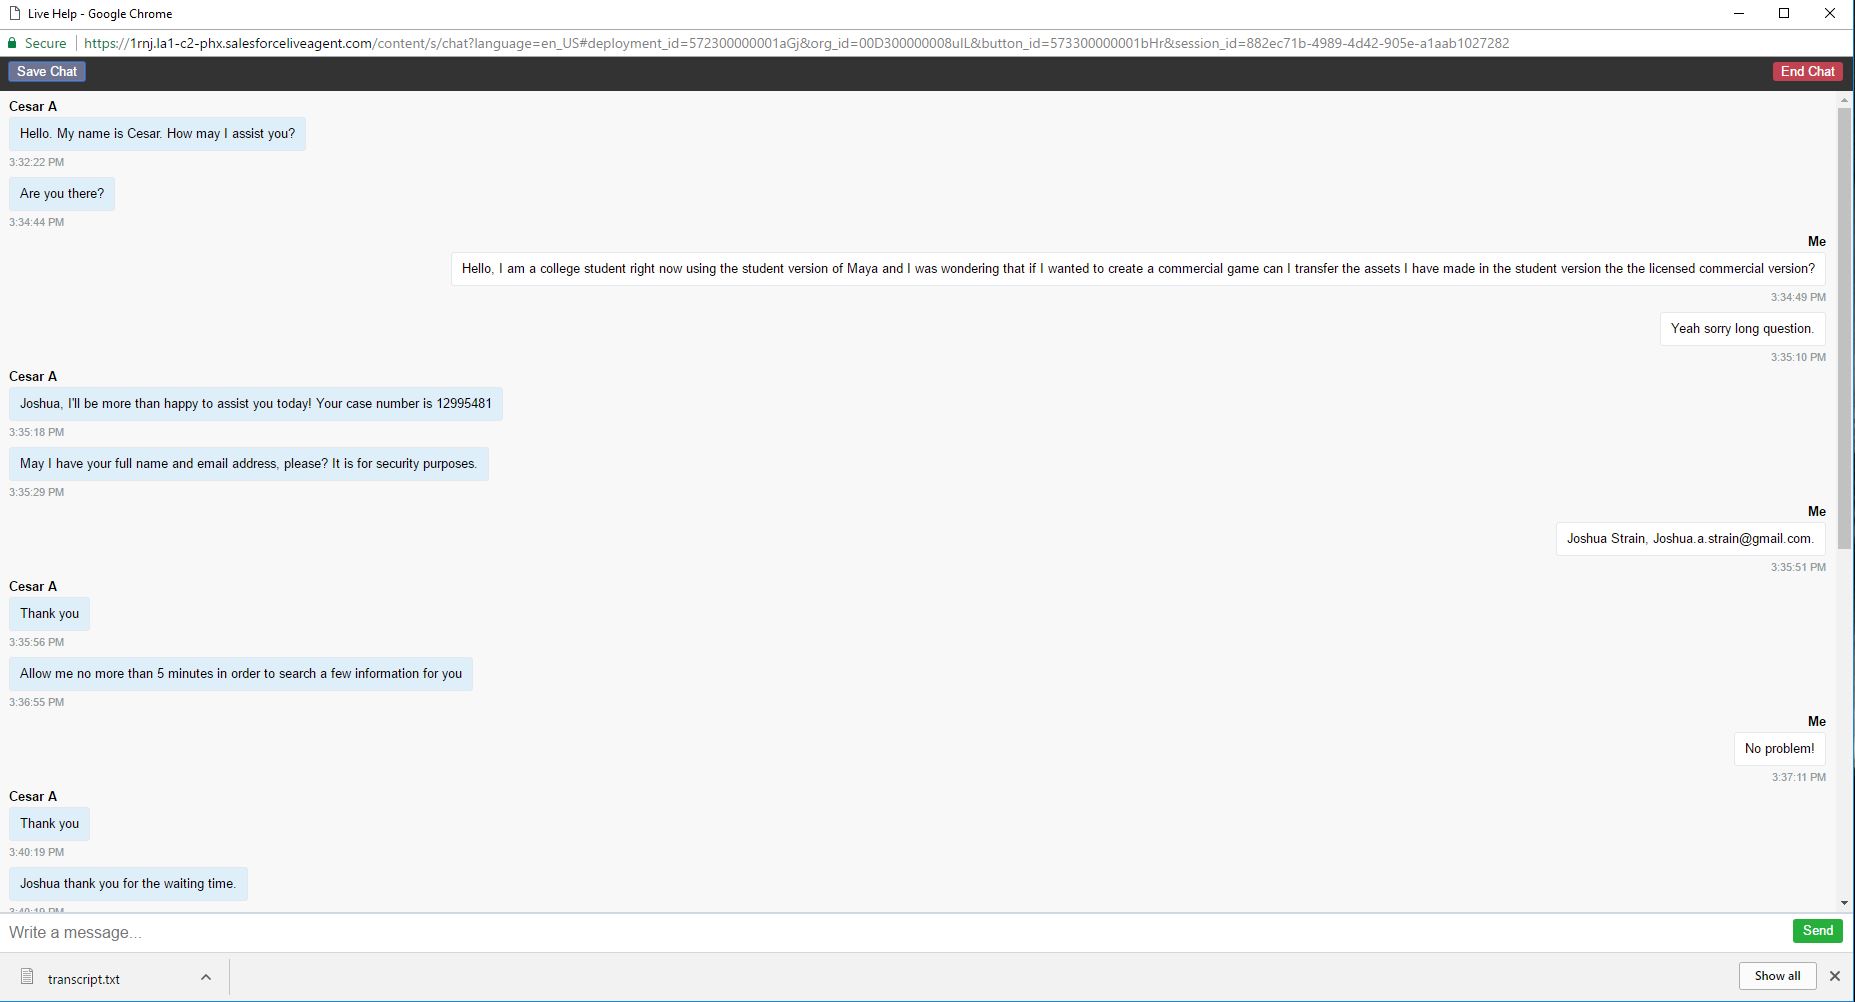 Live Help - Google Chrome
Secure https://1rnj.la1-c2-phx.salesforceliveagent.com/content/s/chat?language=en_US#deployment_id=572300000001aGj&org_id=00D300000008uIL&button_id=573300000001bHr&session_id=882ec71b-4989-4d42-905e-a1aab1027282
Save Chat End Chat
Cesar A
Hello. My name is Cesar. How may I assist you?
3:32:22 PM
Are you there?
3:34:44 PM
Me
Hello, I am a college student right now using the student version of Maya and I was wondering that if I wanted to create a commercial game can I transfer the assets I have made in the student version the the licensed commercial version?
3:34:49 PM
Yeah sorry long question.
3:35:10 PM
Cesar A
Joshua, I'll be more than happy to assist you today! Your case number is 12995481
3:35:18 PM
May I have your full name and email address, please? It is for security purposes.
3:35:29 PM
Me
Joshua Strain, Joshua.a.strain@gmail.com.
3:35:51 PM
Cesar A
Thank you
3:35:56 PM
Allow me no more than 5 minutes in order to search a few information for you
3:36:55 PM
Me
No problem!
3:37:11 PM
Cesar A
Thank you
3:40:19 PM
Joshua thank you for the waiting time.
3:40:19 PM
Write a message...
Send
transcript.txt
Show all